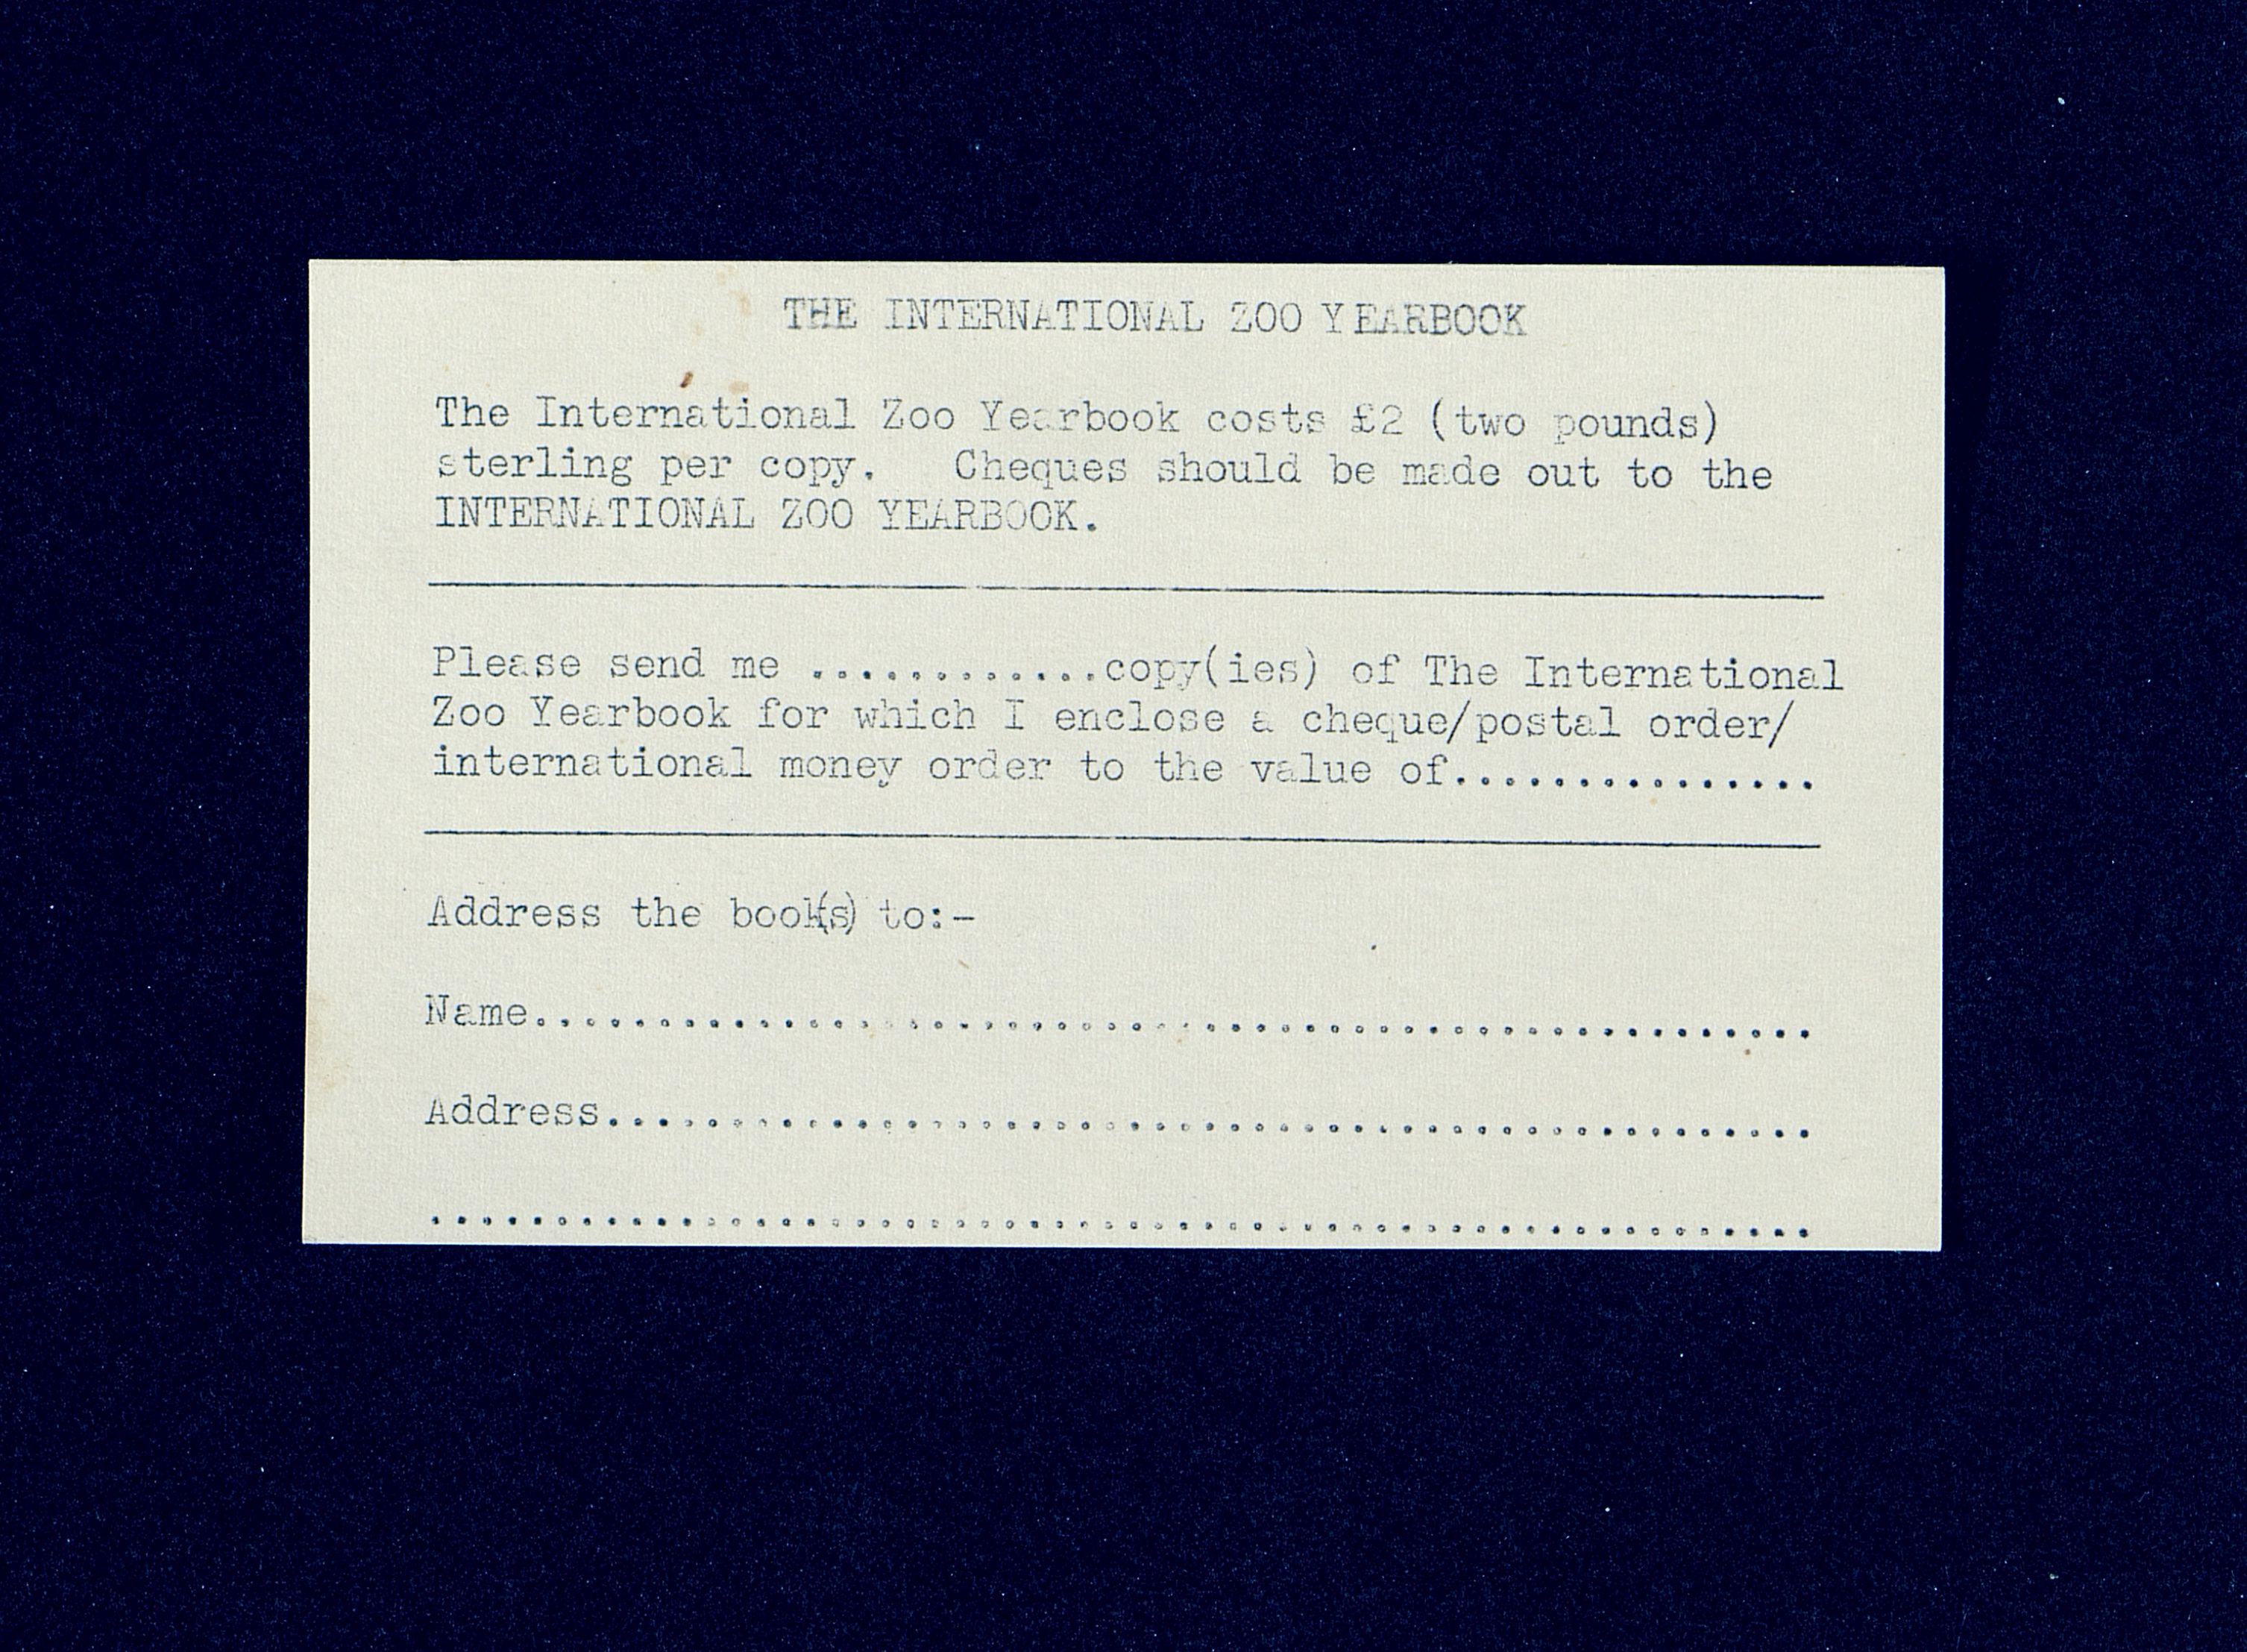 THE INTERNATIONAL ZOO YEARBOOK
The International Zoo Yearbook costs £2 (two pounds)
sterling per copy. Cheques should be made out to the
INTERNATIONAL ZOO YEARBOOK.
Please send me ............copy(ies) of The International
Zoo Yearbook for which I enclose a cheque/postal order/
international money order to the value of...............
Address the book(s) to:-
Name....................................................
Address.................................................
........................................................